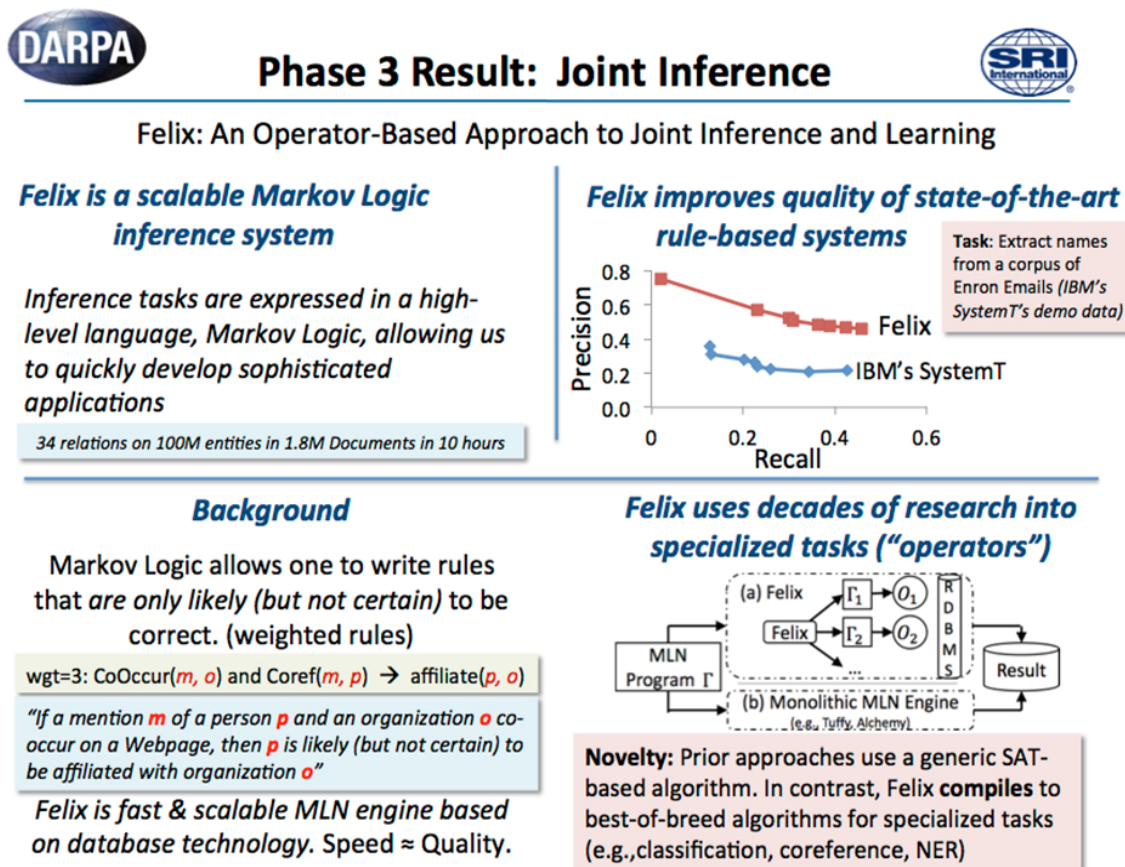 DARPA
Phase 3 Result: Joint Inference
SRI
International
®
Felix: An Operator-Based Approach to Joint Inference and Learning
Felix is a scalable Markov Logic
inference system
Inference tasks are expressed in a high-
level language, Markov Logic, allowing us
to quickly develop sophisticated
applications
34 relations on 100M entities in 1.8M Documents in 10 hours
Felix improves quality of state-of-the-art
rule-based systems
Task: Extract names
from a corpus of
Enron Emails (IBM's
SystemT's demo data)
Precision
0.8
0.6
0.4
0.2
0.0
Felix
IBM's SystemT
0
0.2
0.4
0.6
Recall
Background
Markov Logic allows one to write rules
that are only likely (but not certain) to be
correct. (weighted rules)
wgt=3: CoOccur(m, o) and Coref(m, p) → affiliate(p, o)
"If a mention m of a person p and an organization o co-
occur on a Webpage, then p is likely (but not certain) to
be affiliated with organization o"
Felix is fast & scalable MLN engine based
on database technology. Speed ≈ Quality.
Felix uses decades of research into
specialized tasks ("operators")
MLN
Program Γ
(a) Felix
Felix
Γ1
O1
Γ2
O2
...
R
D
B
M
S
Result
(b) Monolithic MLN Engine
(e.g., Tuffy, Alchemy)
Novelty: Prior approaches use a generic SAT-
based algorithm. In contrast, Felix compiles to
best-of-breed algorithms for specialized tasks
(e.g.,classification, coreference, NER)